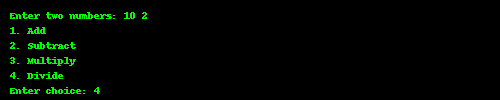 Enter two numbers: 10 2
1. Add
2. Subtract
3. Multiply
4. Divide
Enter choice: 4